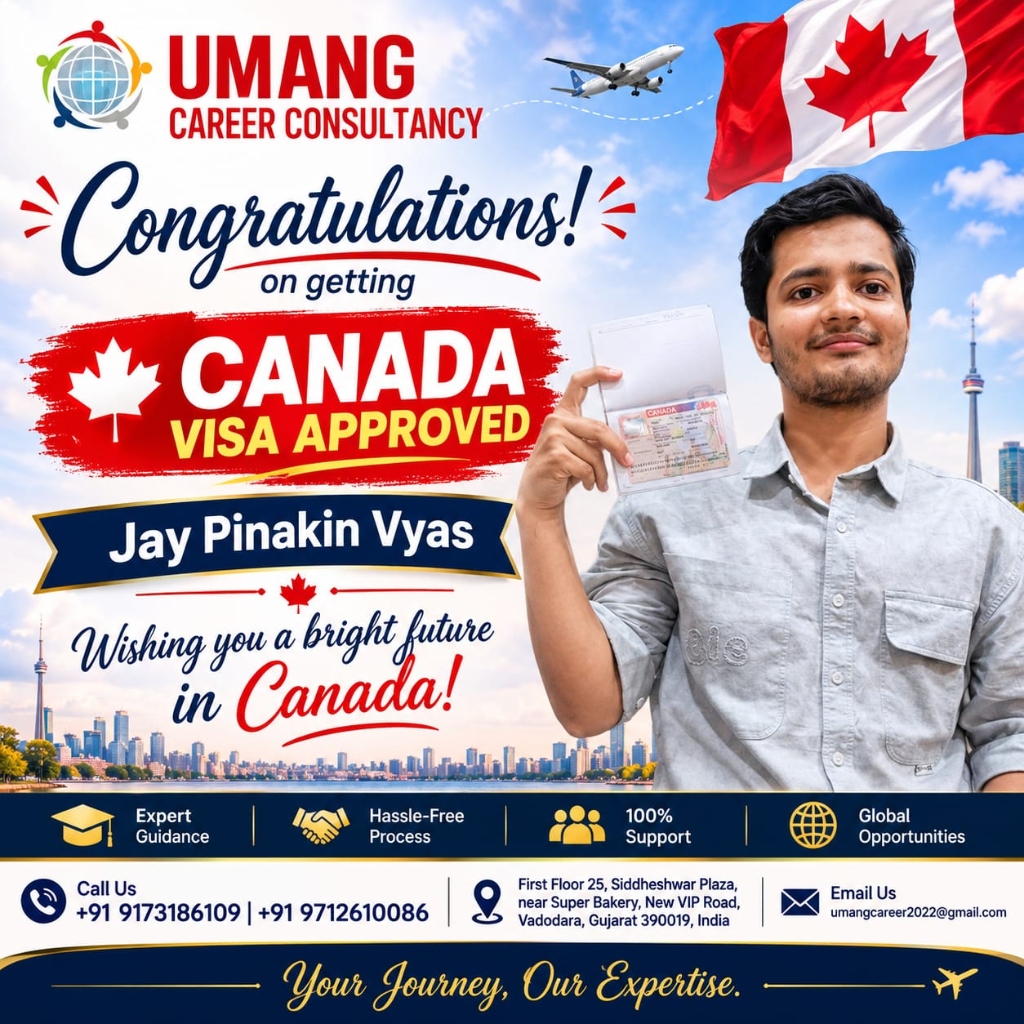 UMANG
CAREER CONSULTANCY
Congratulations!
on getting
CANADA
VISA APPROVED
CANADA
Jay Pinakin Vyas
Wishing you a bright future
in Canada!
Expert
Guidance
Hassle-Free
Process
100%
Support
Global
Opportunities
Call Us
+91 9173186109 | +91 9712610086
First Floor 25, Siddheshwar Plaza,
near Super Bakery, New VIP Road,
Vadodara, Gujarat 390019, India
Email Us
umangcareer2022@gmail.com
Your Journey, Our Expertise.